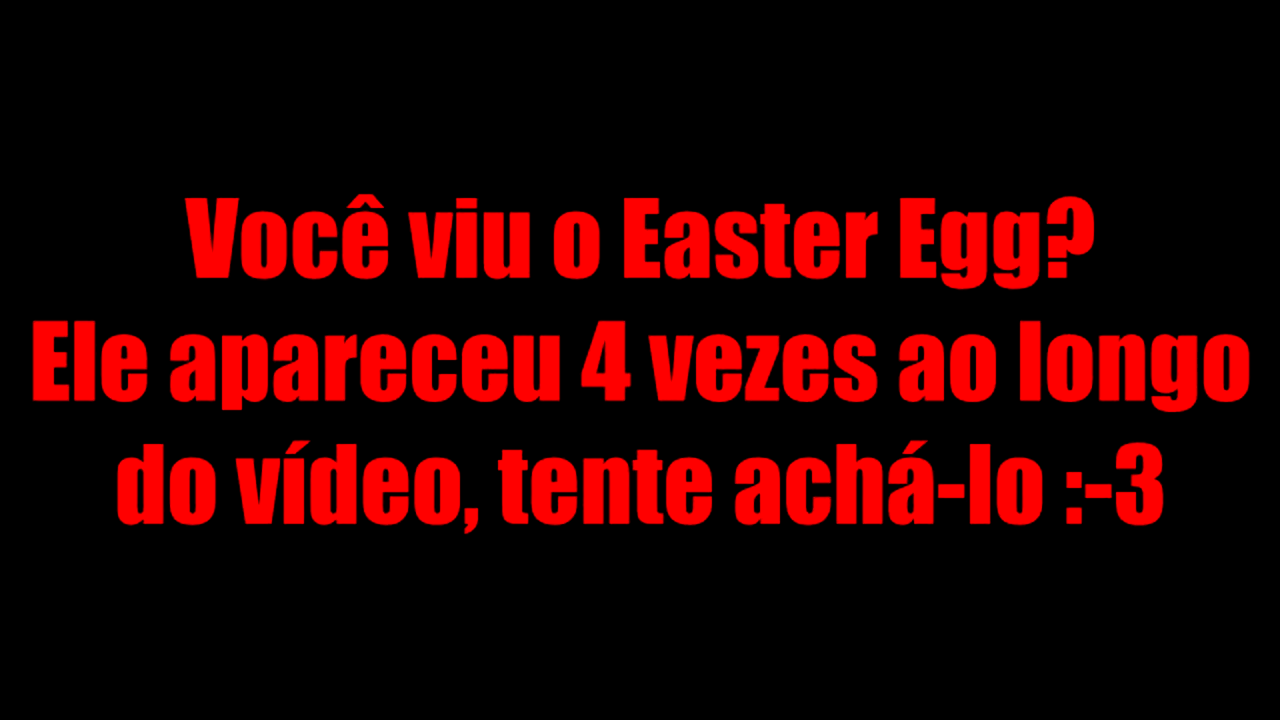 Você viu o Easter Egg?
Ele apareceu 4 vezes ao longo
do vídeo, tente achá-lo :-3